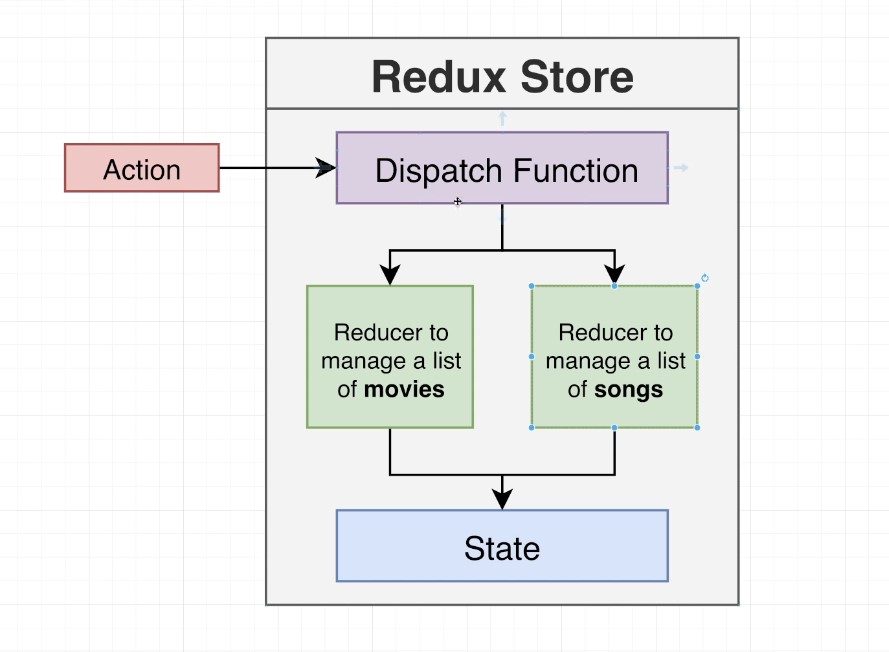 Redux Store
Action
Dispatch Function
Reducer to
manage a list
of movies
Reducer to
manage a list
of songs
State